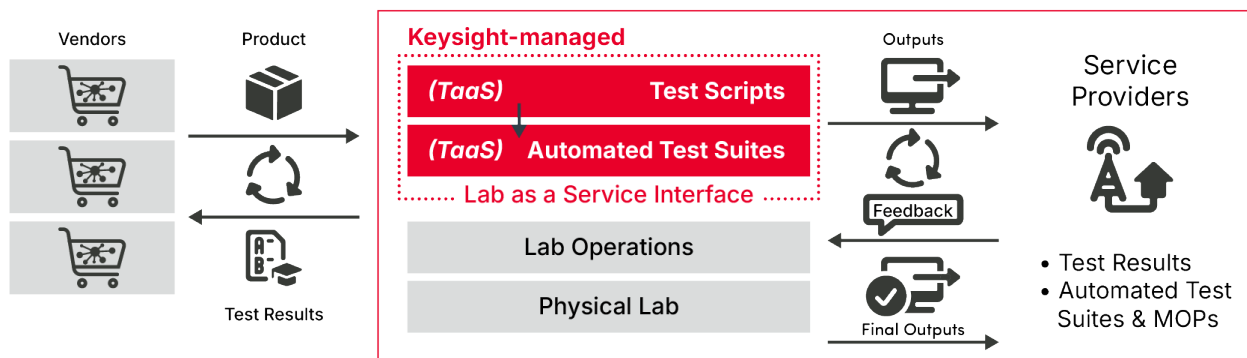 Vendors
Product
Test Results
Keysight-managed
(TaaS) Test Scripts
(TaaS) Automated Test Suites
Lab as a Service Interface
Lab Operations
Physical Lab
Outputs
Feedback
Final Outputs
Service
Providers
• Test Results
• Automated Test
Suites & MOPs
A
B